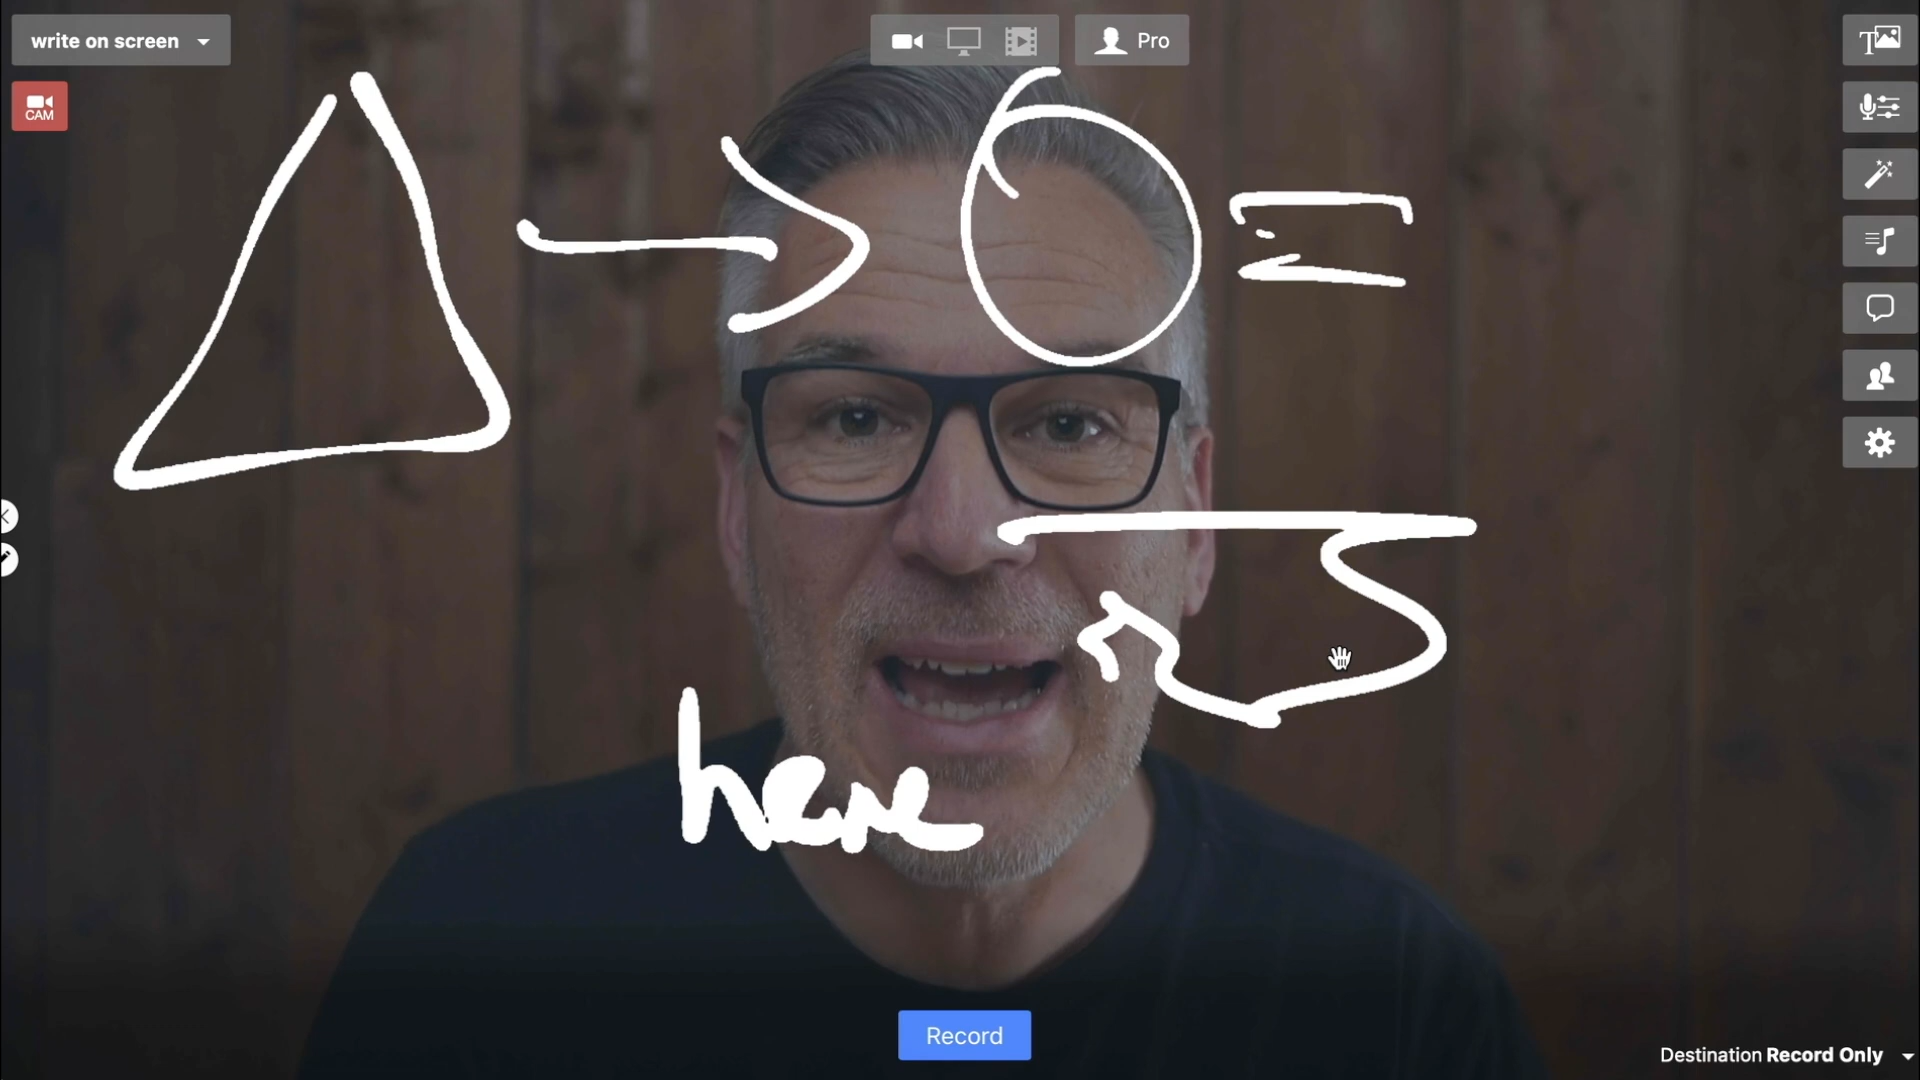 write on screen
Pro
CAM
T
=
here
Record
Destination Record Only